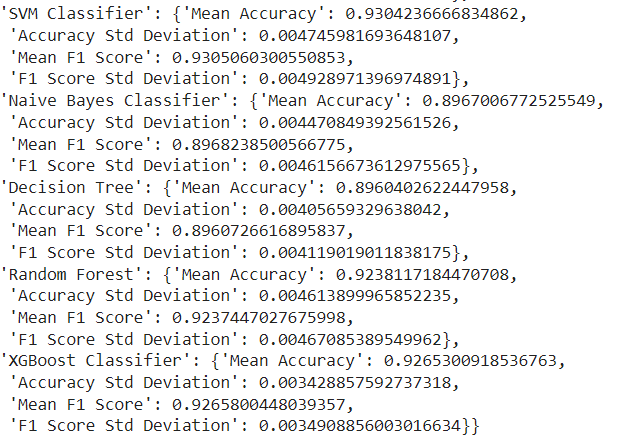 'SVM Classifier': {'Mean Accuracy': 0.9304236666834862,
'Accuracy Std Deviation': 0.004745981693648107,
'Mean F1 Score': 0.9305060300550853,
'F1 Score Std Deviation': 0.004928971396974891},
'Naive Bayes Classifier': {'Mean Accuracy': 0.8967006772525549,
'Accuracy Std Deviation': 0.004470849392561526,
'Mean F1 Score': 0.8968238500566775,
'F1 Score Std Deviation': 0.0046156673612975565},
'Decision Tree': {'Mean Accuracy': 0.8960402622447958,
'Accuracy Std Deviation': 0.00405659329638042,
'Mean F1 Score': 0.8960726616895837,
'F1 Score Std Deviation': 0.004119019011838175},
'Random Forest': {'Mean Accuracy': 0.9238117184470708,
'Accuracy Std Deviation': 0.004613899965852235,
'Mean F1 Score': 0.9237447027675998,
'F1 Score Std Deviation': 0.00467085389549962},
'XGBoost Classifier': {'Mean Accuracy': 0.9265300918536763,
'Accuracy Std Deviation': 0.003428857592737318,
'Mean F1 Score': 0.9265800448039357,
'F1 Score Std Deviation': 0.0034908856003016634}}